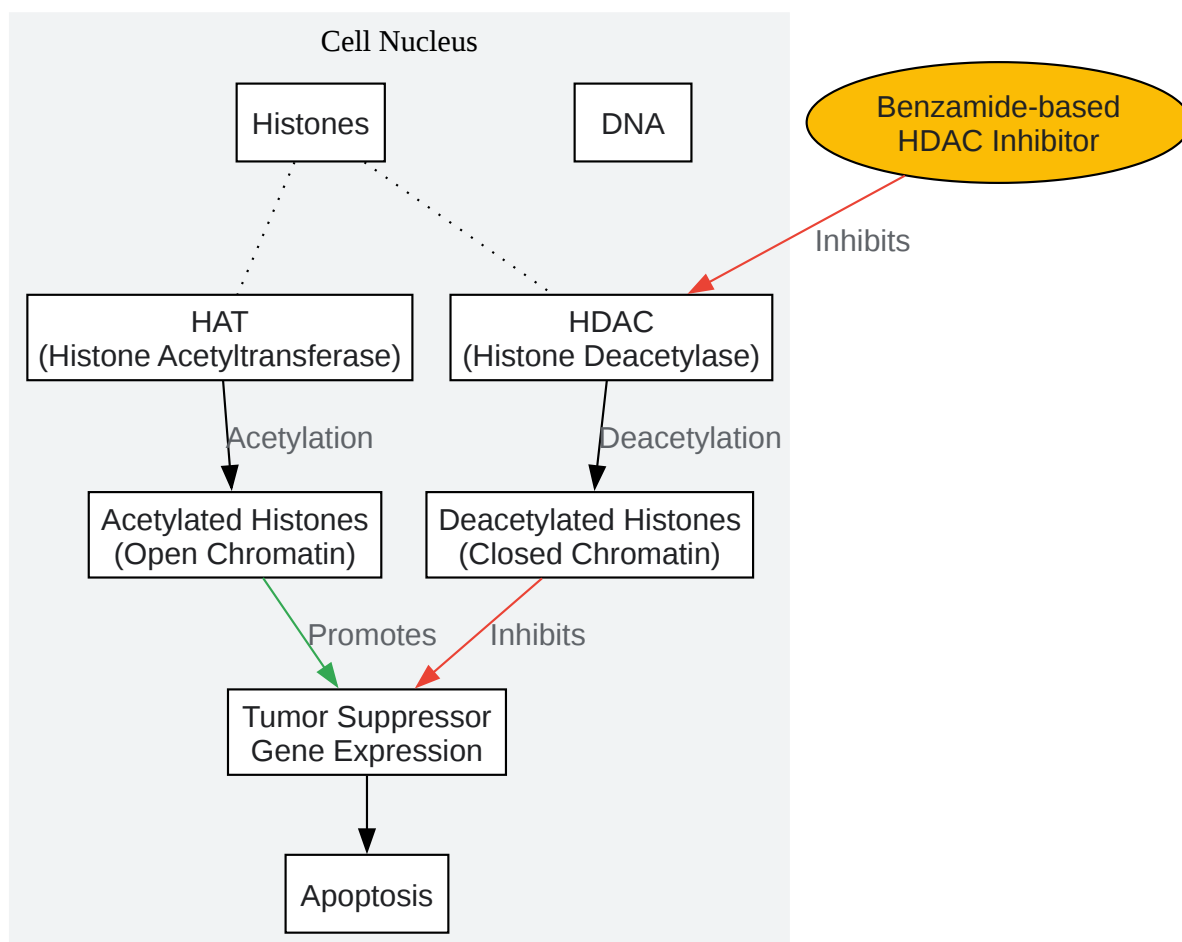 Cell Nucleus
Histones
DNA
Benzamide-based
HDAC Inhibitor
Inhibits
HAT
(Histone Acetyltransferase)
HDAC
(Histone Deacetylase)
Acetylation
Deacetylation
Acetylated Histones
(Open Chromatin)
Deacetylated Histones
(Closed Chromatin)
Promotes
Inhibits
Tumor Suppressor
Gene Expression
Apoptosis